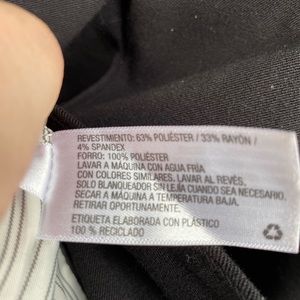 REVESTIMIENTO: 63% POLIÉSTER / 33% RAYÓN /
4% SPANDEX
FORRO: 100% POLIÉSTER
LAVAR A MÁQUINA CON AGUA FRÍA
CON COLORES SIMILARES. LAVAR AL REVÉS.
SOLO BLANQUEADOR SIN LEJÍA CUANDO SEA NECESARIO.
SECAR A MÁQUINA A TEMPERATURA BAJA.
RETIRAR OPORTUNAMENTE.
ETIQUETA ELABORADA CON PLÁSTICO
100 % RECICLADO